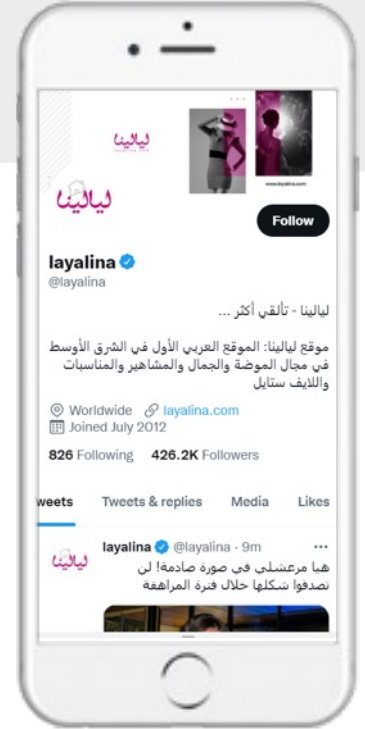 ليالينا
ليالينا
www.layalina.com
Follow
layalina
@layalina
ليالينا - تألقي أكثر ...
موقع ليالينا: الموقع العربي الأول في الشرق الأوسط
في مجال الموضة والجمال والمشاهير والمناسبات
واللايف ستايل
Worldwide layalina.com
Joined July 2012
826 Following 426.2K Followers
weets Tweets & replies Media Likes
layalina @layalina · 9m ...
ليالينا
هيا مرعشلي في صورة صادمة! لن
تصدقوا شكلها خلال فترة المراهقة